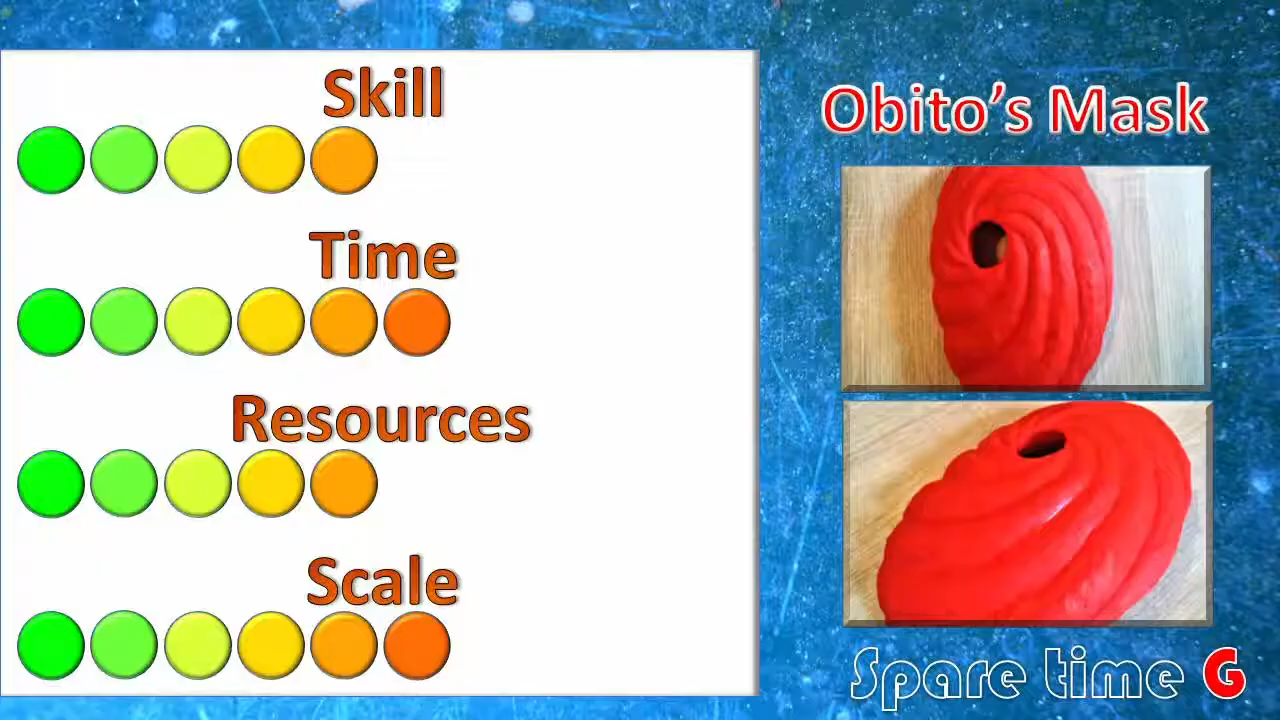 Skill
Time
Resources
Scale
Obito’s Mask
Spare time G